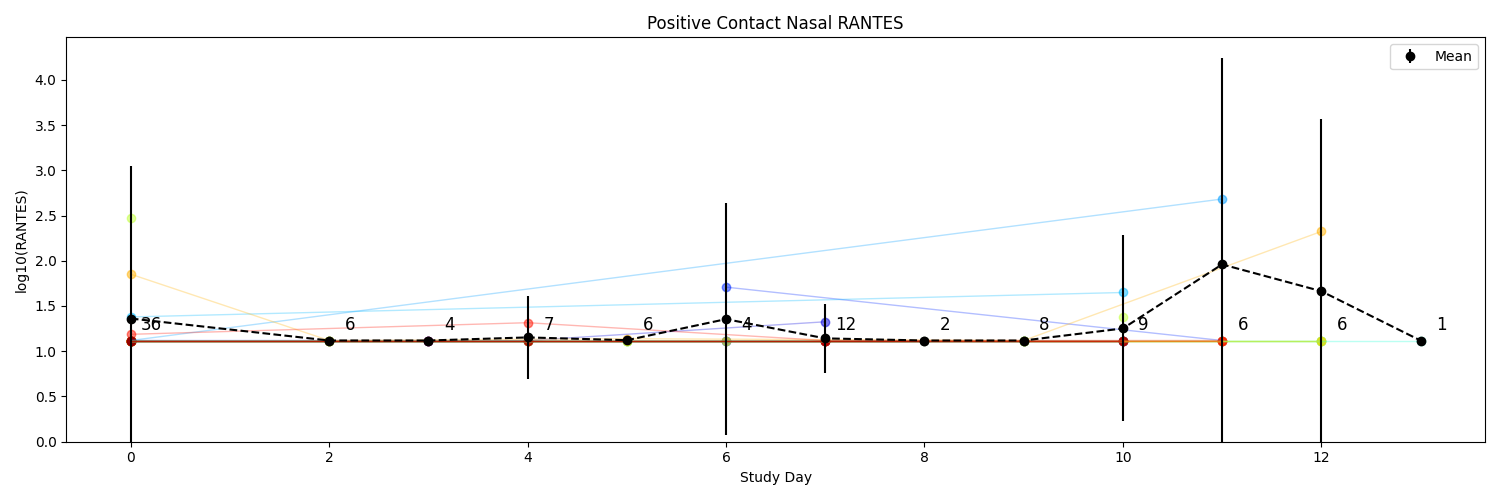 Positive Contact Nasal RANTES
Mean
log10(RANTES)
4.0
3.5
3.0
2.5
2.0
1.5
1.0
0.5
0.0
36 6 4 7 6 4 12 2 8 9 6 6 1
0 2 4 6 8 10 12
Study Day